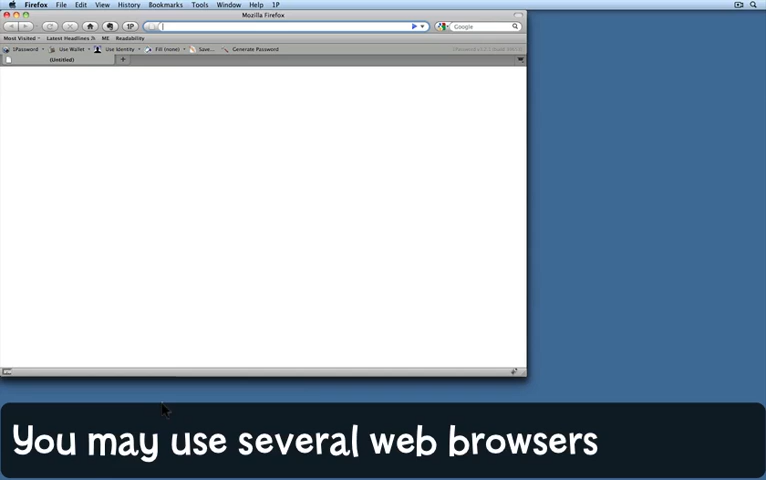 Firefox File Edit View History Bookmarks Tools Window Help 1P
Mozilla Firefox
1P Google
Most Visited Latest Headlines ME Readability
1Password Use Wallet Use Identity Fill (none) Save... Generate Password
(Untitled)
You may use several web browsers